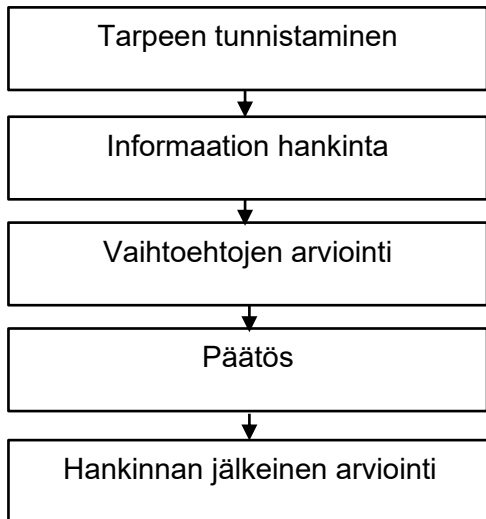 Tarpeen tunnistaminen
Informaation hankinta
Vaihtoehtojen arviointi
Päätös
Hankinnan jälkeinen arviointi